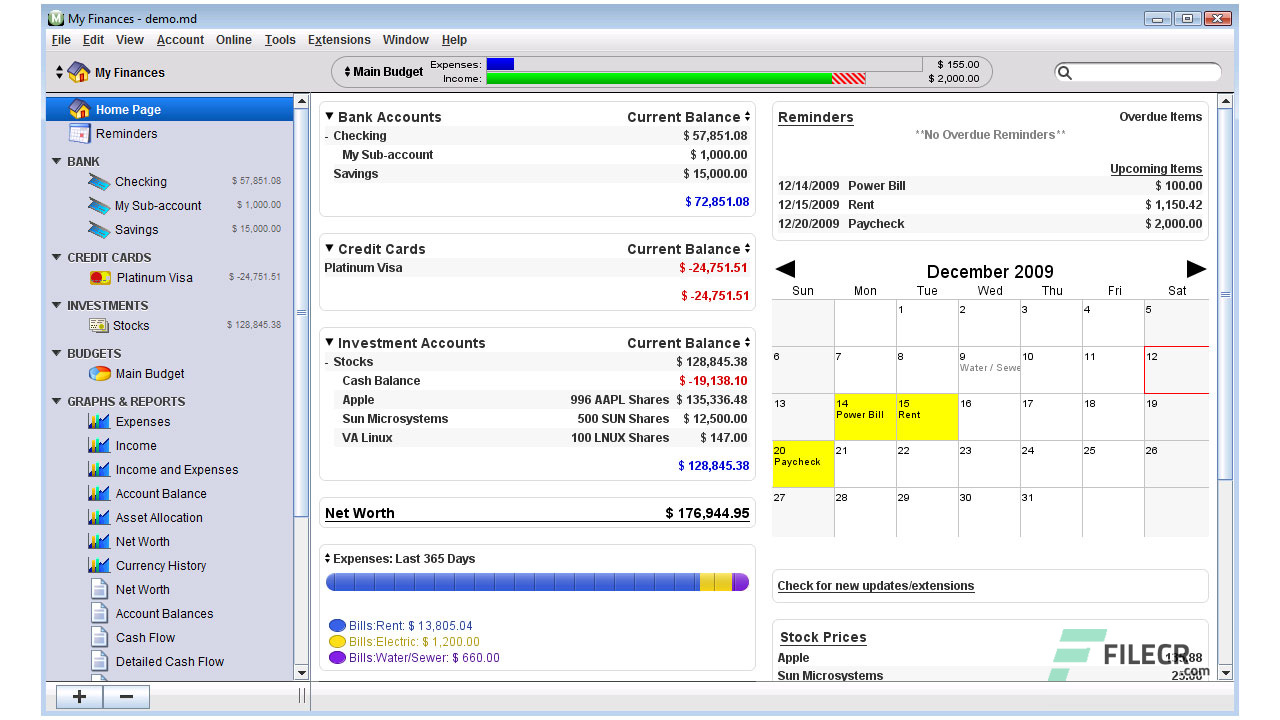 My Finances - demo.md
File Edit View Account Online Tools Extensions Window Help
My Finances
Main Budget
Expenses: $ 155.00
Income: $ 2,000.00
Home Page
Reminders
BANK
Checking $ 57,851.08
My Sub-account $ 1,000.00
Savings $ 15,000.00
CREDIT CARDS
Platinum Visa $ -24,751.51
INVESTMENTS
Stocks $ 128,845.38
BUDGETS
Main Budget
GRAPHS & REPORTS
Expenses
Income
Income and Expenses
Account Balance
Asset Allocation
Net Worth
Currency History
Net Worth
Account Balances
Cash Flow
Detailed Cash Flow
Bank Accounts Current Balance
- Checking $ 57,851.08
My Sub-account $ 1,000.00
Savings $ 15,000.00
$ 72,851.08
Credit Cards Current Balance
Platinum Visa $ -24,751.51
$ -24,751.51
Investment Accounts Current Balance
- Stocks $ 128,845.38
Cash Balance $ -19,138.10
Apple 996 AAPL Shares $ 135,336.48
Sun Microsystems 500 SUN Shares $ 12,500.00
VA Linux 100 LNUX Shares $ 147.00
$ 128,845.38
Net Worth $ 176,944.95
Expenses: Last 365 Days
Bills:Rent: $ 13,805.04
Bills:Electric: $ 1,200.00
Bills:Water/Sewer: $ 660.00
Reminders Overdue Items
**No Overdue Reminders**
Upcoming Items
12/14/2009 Power Bill $ 100.00
12/15/2009 Rent $ 1,150.42
12/20/2009 Paycheck $ 2,000.00
December 2009
Sun Mon Tue Wed Thu Fri Sat
1 2 3 4 5
6 7 8 9 10 11 12
Water / Sewe
13 14 15 16 17 18 19
Power Bill Rent
20 21 22 23 24 25 26
Paycheck
27 28 29 30 31
Check for new updates/extensions
Stock Prices
Apple
Sun Microsystems
FILECR
.com